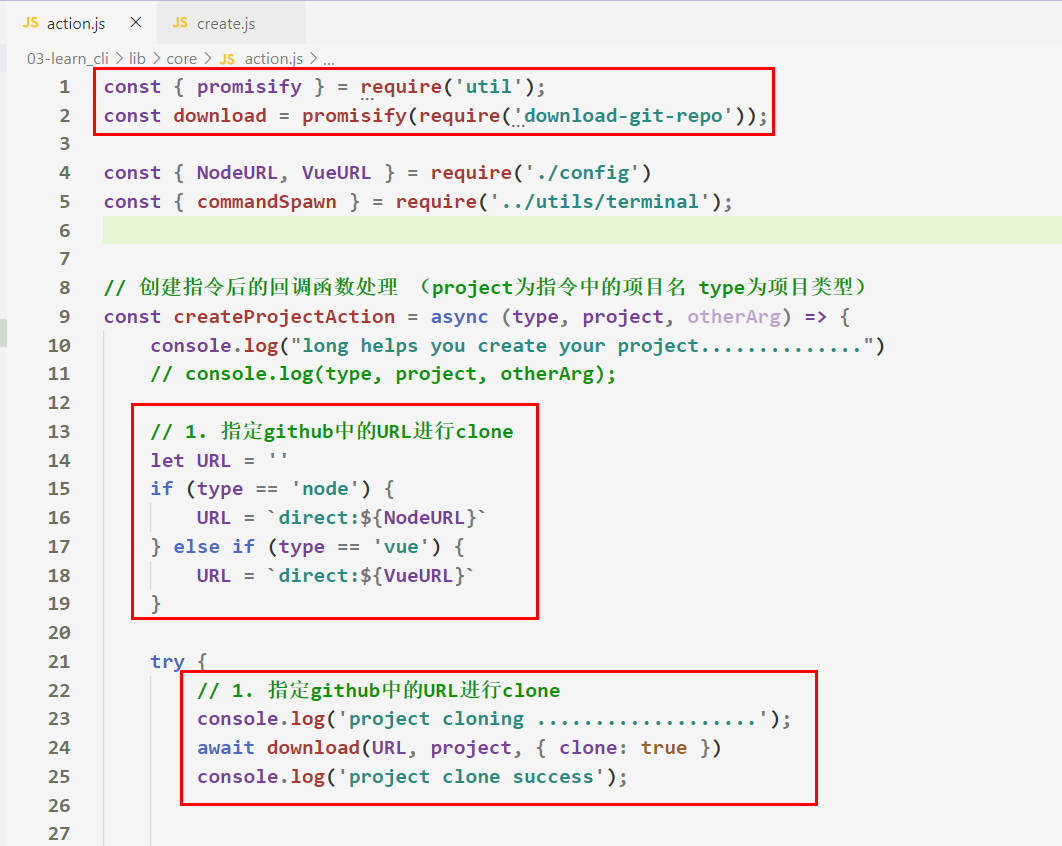 JS action.js ×
JS create.js
03-learn_cli > lib > core > JS action.js > ...
1 const { promisify } = require('util');
2 const download = promisify(require('download-git-repo'));
3
4 const { NodeURL, VueURL } = require('./config')
5 const { commandSpawn } = require('../utils/terminal');
6
7
8 // 创建指令后的回调函数处理 （project为指令中的项目名 type为项目类型）
9 const createProjectAction = async (type, project, otherArg) => {
10 console.log("long helps you create your project..............")
11 // console.log(type, project, otherArg);
12
13 // 1. 指定github中的URL进行clone
14 let URL = ''
15 if (type == 'node') {
16 URL = `direct:${NodeURL}`
17 } else if (type == 'vue') {
18 URL = `direct:${VueURL}`
19 }
20
21 try {
22 // 1. 指定github中的URL进行clone
23 console.log('project cloning ...................');
24 await download(URL, project, { clone: true })
25 console.log('project clone success');
26
27